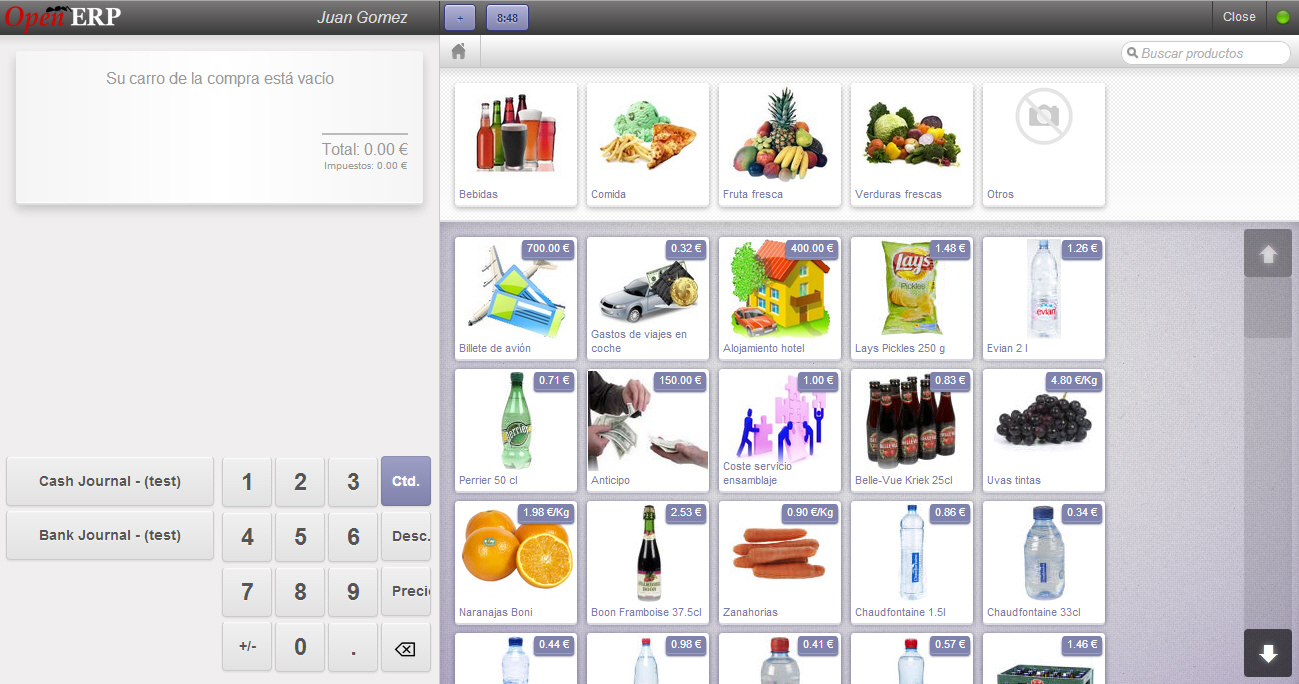 Open ERP
Juan Gomez
+
8:48
Close
Buscar productos
Su carro de la compra está vacío
Total: 0.00 €
Impuestos: 0.00 €
Bebidas
Comida
Fruta fresca
Verduras frescas
Otros
700.00 €
Billete de avión
0.32 €
Gastos de viajes en
coche
400.00 €
Alojamiento hotel
1.48 €
Lay's
Pickles
Lays Pickles 250 g
1.26 €
evian
Evian 2 l
0.71 €
perrier
Perrier 50 cl
150.00 €
Anticipo
1.00 €
Coste servicio
ensamblaje
0.83 €
Belle-Vue Kriek 25cl
4.80 €/Kg
Uvas tintas
1.98 €/Kg
Naranajas Boni
2.53 €
Boon Framboise 37.5cl
0.90 €/Kg
Zanahorias
0.86 €
Chaudfontaine 1.5l
0.34 €
Chaudfontaine 33cl
0.44 €
0.98 €
0.41 €
0.57 €
1.46 €
Cash Journal - (test)
Bank Journal - (test)
1 2 3 Ctd.
4 5 6 Desc.
7 8 9 Preci
+/- 0 .